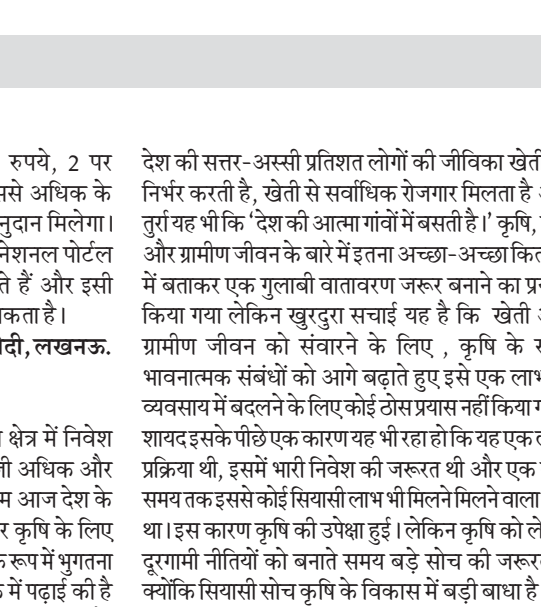 रुपये, 2 पर
अधिक के
मिलेगा।
नेशनल पोर्टल
हैं और इसी
है।
लखनऊ.
क्षेत्र में निवेश
अधिक और
आज देश के
कृषि के लिए
रूप में भुगतना
में पढ़ाई की है
देश की सत्तर-अस्सी प्रतिशत लोगों की जीविका खेती
निर्भर करती है, खेती से सर्वाधिक रोजगार मिलता है
तुर्रा यह भी कि ‘देश की आत्मा गांवों में बसती है।’ कृषि,
और ग्रामीण जीवन के बारे में इतना अच्छा-अच्छा
में बताकर एक गुलाबी वातावरण जरूर बनाने का
किया गया लेकिन खुरदुरा सचाई यह है कि खेती
ग्रामीण जीवन को संवारने के लिए , कृषि के
भावनात्मक संबंधों को आगे बढ़ाते हुए इसे एक
व्यवसाय में बदलने के लिए कोई ठोस प्रयास नहीं किया
शायद इसके पीछे एक कारण यह भी रहा हो कि यह एक
प्रक्रिया थी, इसमें भारी निवेश की जरूरत थी और एक
समय तक इससे कोई सियासी लाभ भी मिलने मिलने वाला
था। इस कारण कृषि की उपेक्षा हुई। लेकिन कृषि को
दूरगामी नीतियों को बनाते समय बड़े सोच की
क्योंकि सियासी सोच कृषि के विकास में बड़ी बाधा है